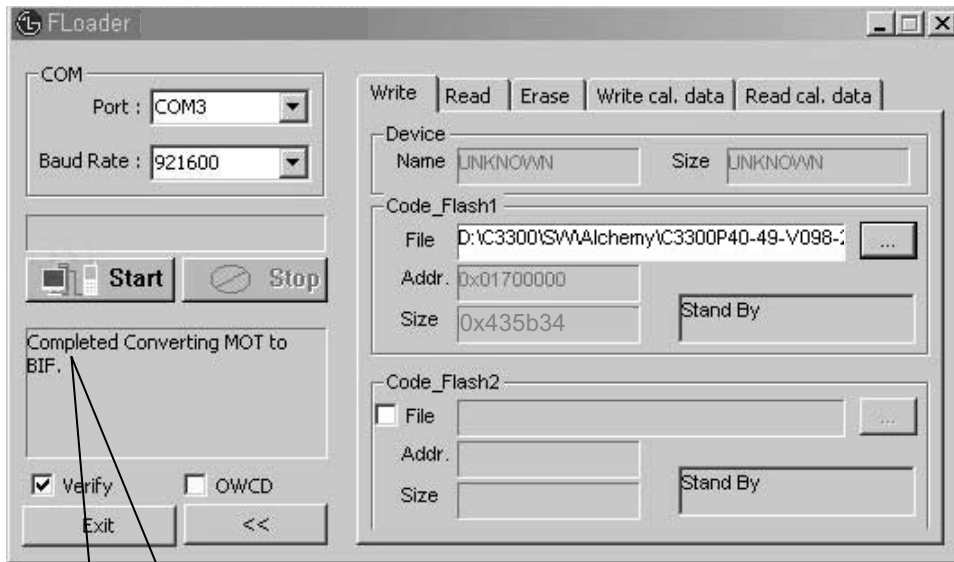 FLoader
COM
Port : COM3
Baud Rate : 921600
Start Stop
Completed Converting MOT to
BIF.
Verify OWCD
Exit <<
Write Read Erase Write cal. data Read cal. data
Device
Name UNKNOWN Size UNKNOWN
Code_Flash1
File D:\C3300\SW\Alchemy\C3300P40-49-V098- ...
Addr. 0x01700000
Size 0x435b34
Stand By
Code_Flash2
File ...
Addr.
Size
Stand By